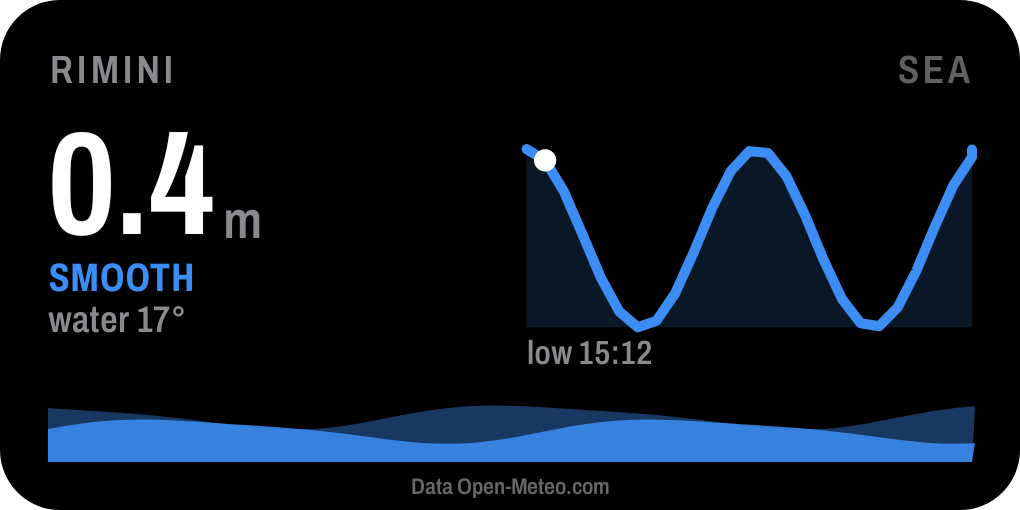 RIMINI
SEA
0.4 m
SMOOTH
water 17°
low 15:12
Data Open-Meteo.com